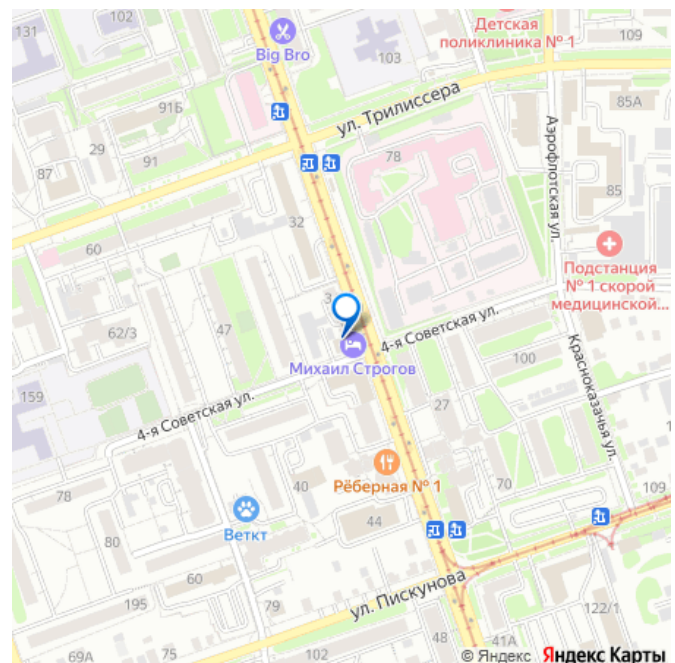 131
102
Big Bro
103
Детская
поликлиника № 1
109
91Б
29
91
87
ул. Трилиссера
78
85А
Аэрофлотская ул.
85
32
60
Подстанция
№ 1 скорой
медицинской...
62/3
47
4-я Советская ул.
Михаил Строгов
100
Красноказачья ул.
159
4-я Советская ул.
27
78
Рёберная № 1
40
70
109
Веткт
44
80
60
ул. Пискунова
195
79
122/1
69А
75
102
48
41А
© Яндекс Яндекс Карты